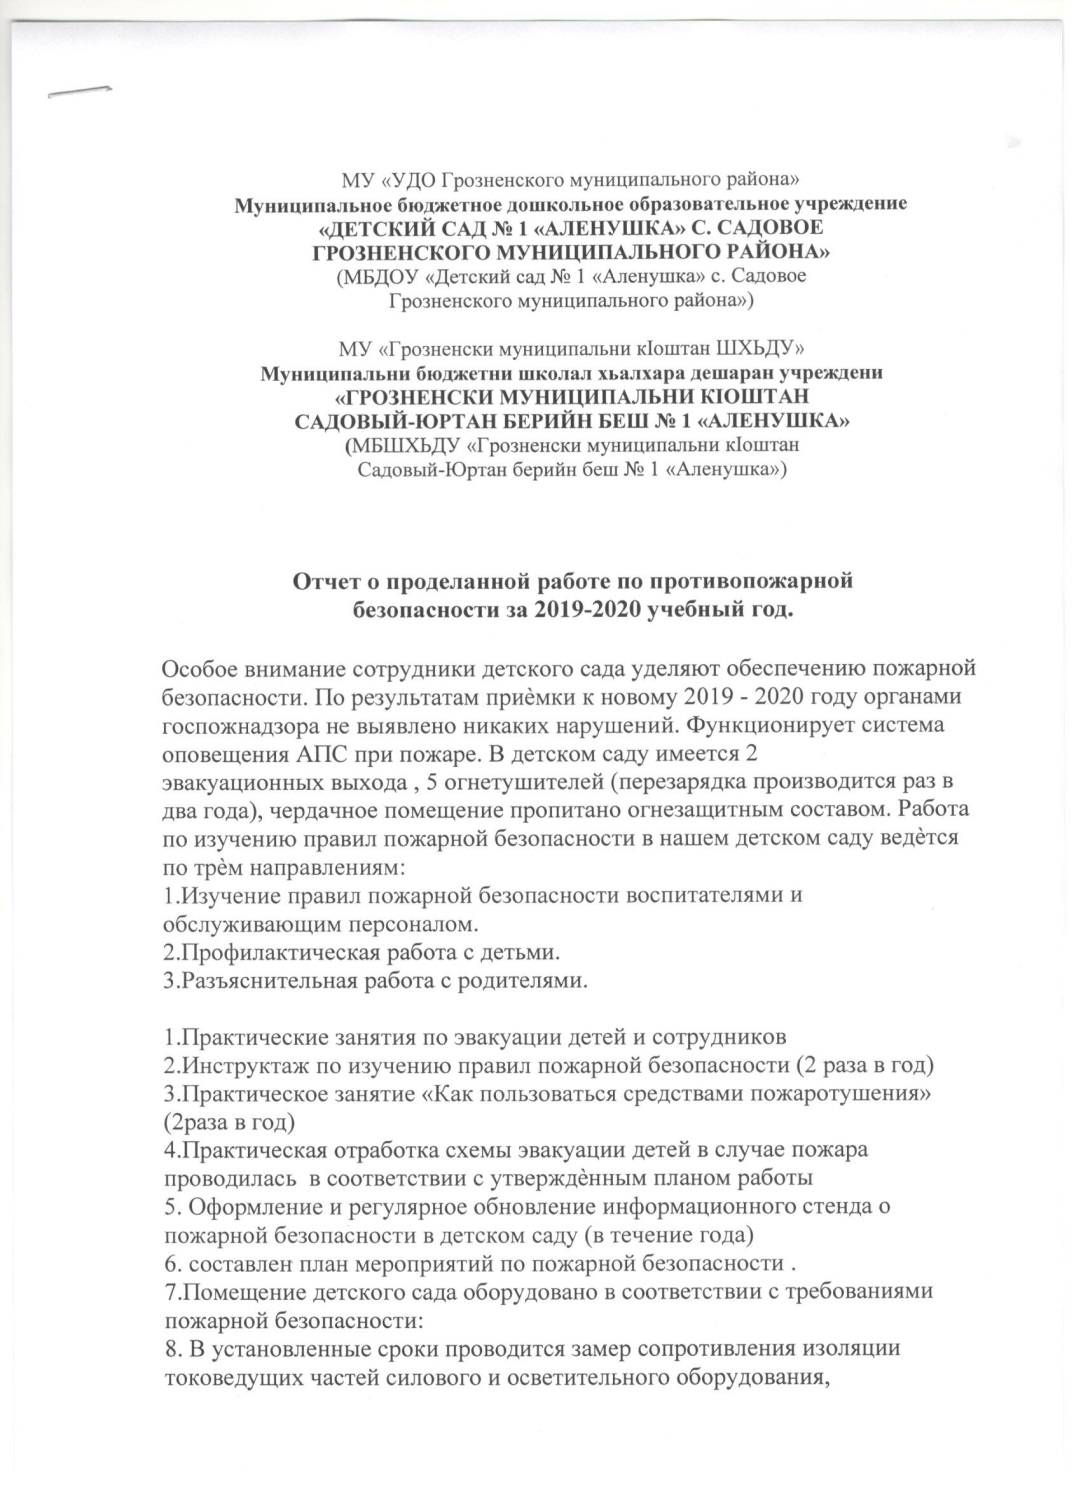 МУ «УДО Грозненского муниципального района»
Муниципальное бюджетное дошкольное образовательное учреждение
«ДЕТСКИЙ САД № 1 «АЛЕНУШКА» С. САДОВОЕ
ГРОЗНЕНСКОГО МУНИЦИПАЛЬНОГО РАЙОНА»
(МБДОУ «Детский сад № 1 «Аленушка» с. Садовое
Грозненского муниципального района»)
МУ «Грозненски муниципальни кIоштан ШХЬДУ»
Муниципальни бюджетни школал хьалхара дешаран учреждени
«ГРОЗНЕНСКИ МУНИЦИПАЛЬНИ КIОШТАН
САДОВЫЙ-ЮРТАН БЕРИЙН БЕШ № 1 «АЛЕНУШКА»
(МБШХЬДУ «Грозненски муниципальни кIоштан
Садовый-Юртан берийн беш № 1 «Аленушка»)
Отчет о проделанной работе по противопожарной
безопасности за 2019-2020 учебный год.
Особое внимание сотрудники детского сада уделяют обеспечению пожарной
безопасности. По результатам приѐмки к новому 2019 - 2020 году органами
госпожнадзора не выявлено никаких нарушений. Функционирует система
оповещения АПС при пожаре. В детском саду имеется 2
эвакуационных выхода , 5 огнетушителей (перезарядка производится раз в
два года), чердачное помещение пропитано огнезащитным составом. Работа
по изучению правил пожарной безопасности в нашем детском саду ведѐтся
по трѐм направлениям:
1.Изучение правил пожарной безопасности воспитателями и
обслуживающим персоналом.
2.Профилактическая работа с детьми.
3.Разъяснительная работа с родителями.
1.Практические занятия по эвакуации детей и сотрудников
2.Инструктаж по изучению правил пожарной безопасности (2 раза в год)
3.Практическое занятие «Как пользоваться средствами пожаротушения»
(2раза в год)
4.Практическая отработка схемы эвакуации детей в случае пожара
проводилась  в соответствии с утверждѐнным планом работы
5. Оформление и регулярное обновление информационного стенда о
пожарной безопасности в детском саду (в течение года)
6. составлен план мероприятий по пожарной безопасности .
7.Помещение детского сада оборудовано в соответствии с требованиями
пожарной безопасности:
8. В установленные сроки проводится замер сопротивления изоляции
токоведущих частей силового и осветительного оборудования,